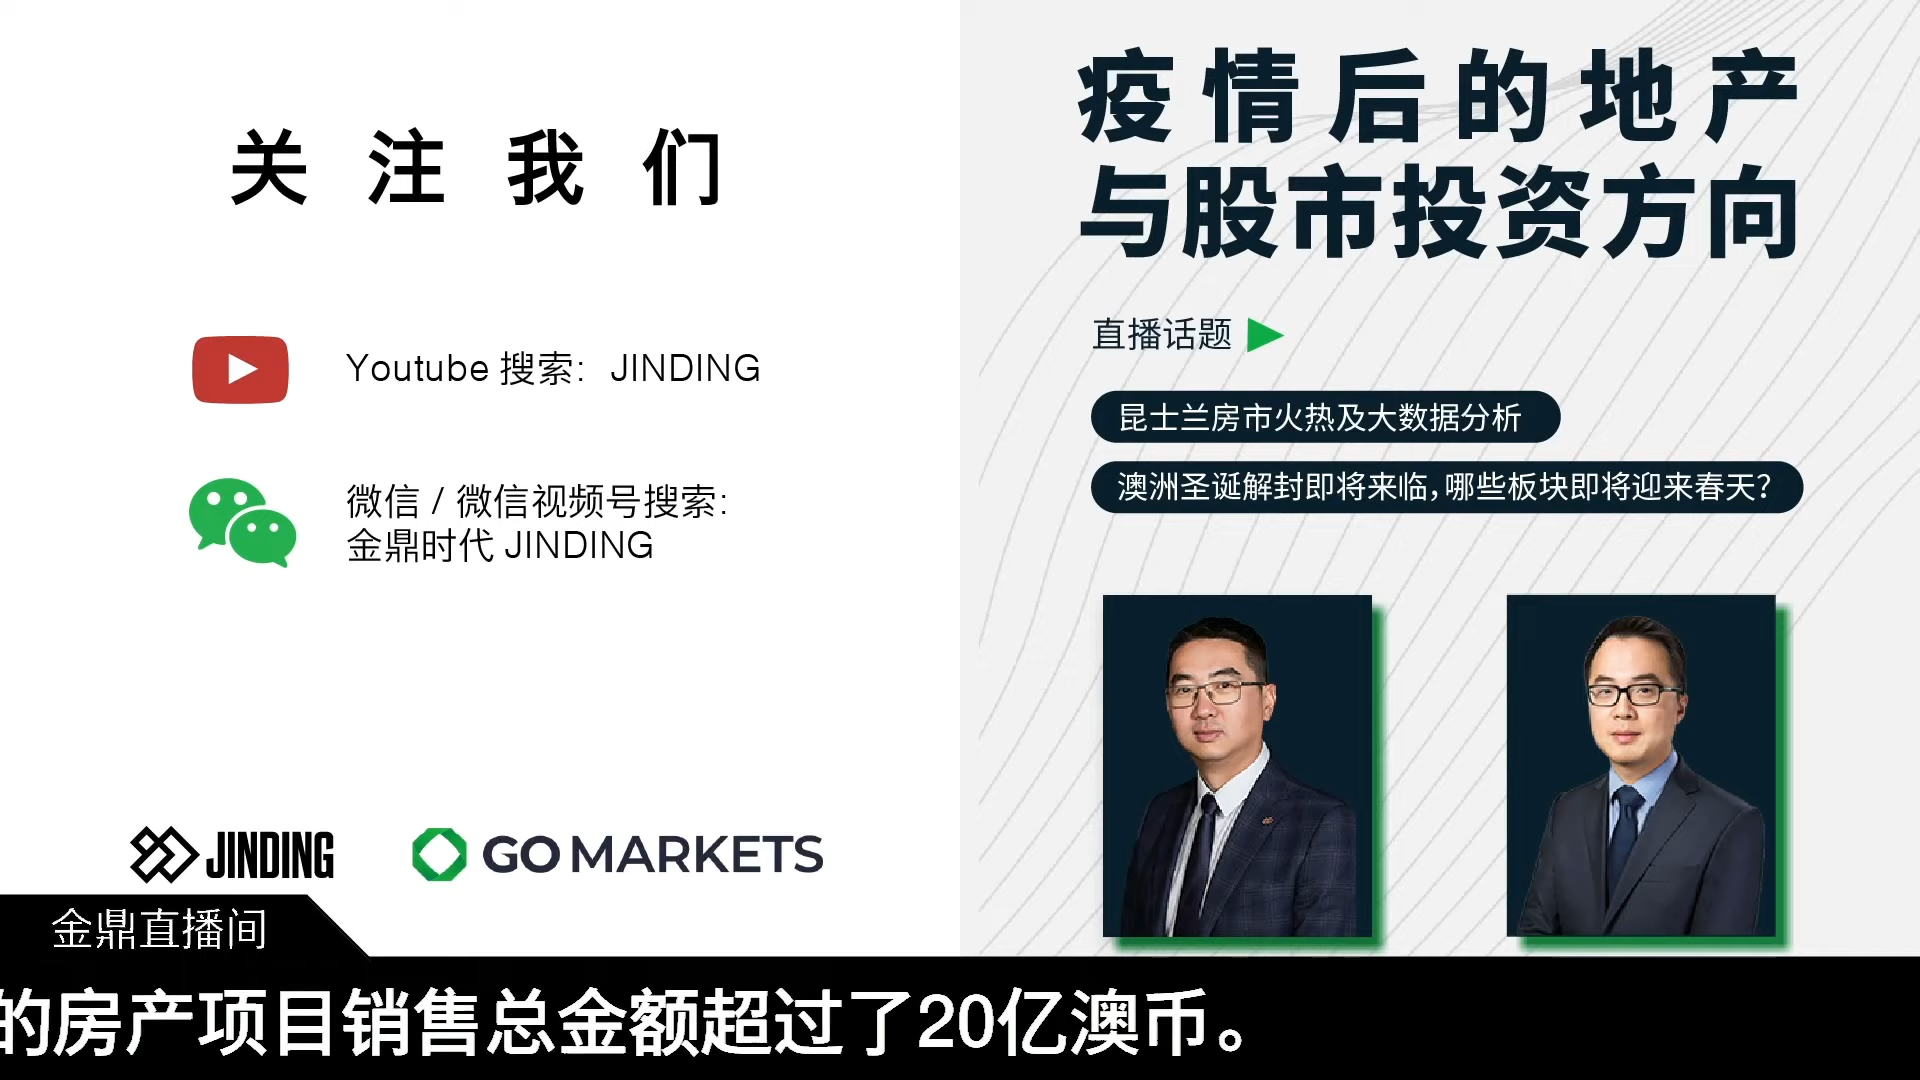 关注我们
Youtube 搜索: JINDING
微信 / 微信视频号搜索:
金鼎时代 JINDING
JINDING
GO MARKETS
疫情后的地产
与股市投资方向
直播话题
昆士兰房市火热及大数据分析
澳洲圣诞解封即将来临,哪些板块即将迎来春天?
金鼎直播间
的房产项目销售总金额超过了20亿澳币。